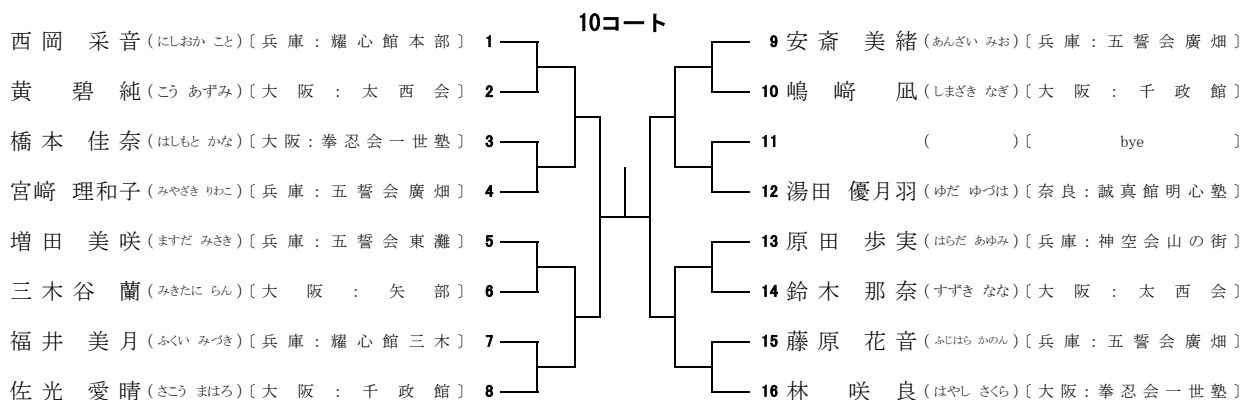 10コート
西岡 采音 (にしおか こと) 〔兵庫：耀心館本部〕 1
黄 碧純 (こう あずみ) 〔大阪：太西会〕 2
橋本 佳奈 (はしもと かな) 〔大阪：拳忍会一世塾〕 3
宮﨑 理和子 (みやざき りわこ) 〔兵庫：五誓会廣畑〕 4
増田 美咲 (ますだ みさき) 〔兵庫：五誓会東灘〕 5
三木谷 蘭 (みきたに らん) 〔大阪：矢部〕 6
福井 美月 (ふくい みづき) 〔兵庫：耀心館三木〕 7
佐光 愛晴 (さこう まはろ) 〔大阪：千政館〕 8
9 安斎 美緒 (あんざい みお) 〔兵庫：五誓会廣畑〕
10 嶋﨑 凪 (しまざき なぎ) 〔大阪：千政館〕
11 ( ) 〔bye〕
12 湯田 優月羽 (ゆだ ゆづは) 〔奈良：誠真館明心塾〕
13 原田 歩実 (はらだ あゆみ) 〔兵庫：神空会山の街〕
14 鈴木 那奈 (すずき なな) 〔大阪：太西会〕
15 藤原 花音 (ふじはら かのん) 〔兵庫：五誓会廣畑〕
16 林 咲良 (はやし さくら) 〔大阪：拳忍会一世塾〕